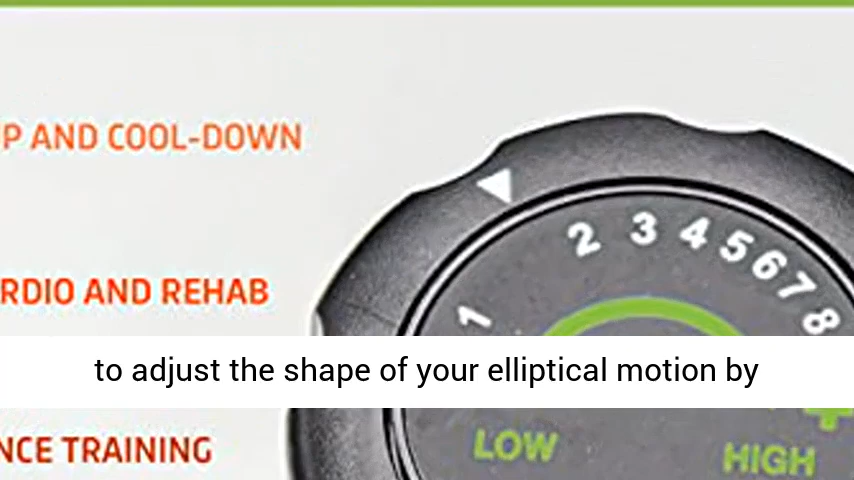 P AND COOL-DOWN
2 3 4 5 6 7 8
RDIO AND REHAB
1
to adjust the shape of your elliptical motion by
NCE TRAINING
LOW
HIGH